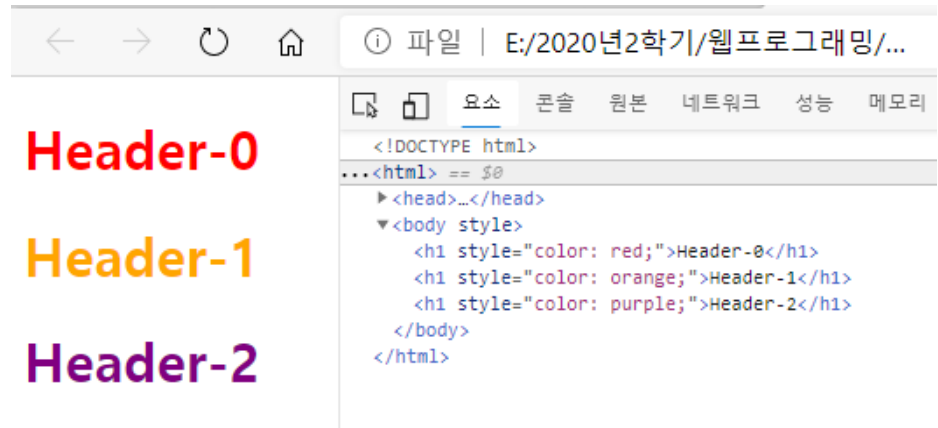 파일 E:/2020년2학기/웹프로그래밍/...
Header-0
Header-1
Header-2
요소 콘솔 원본 네트워크 성능 메모리
<!DOCTYPE html>
...<html> == $0
<head>…</head>
<body style>
<h1 style="color: red;">Header-0</h1>
<h1 style="color: orange;">Header-1</h1>
<h1 style="color: purple;">Header-2</h1>
</body>
</html>